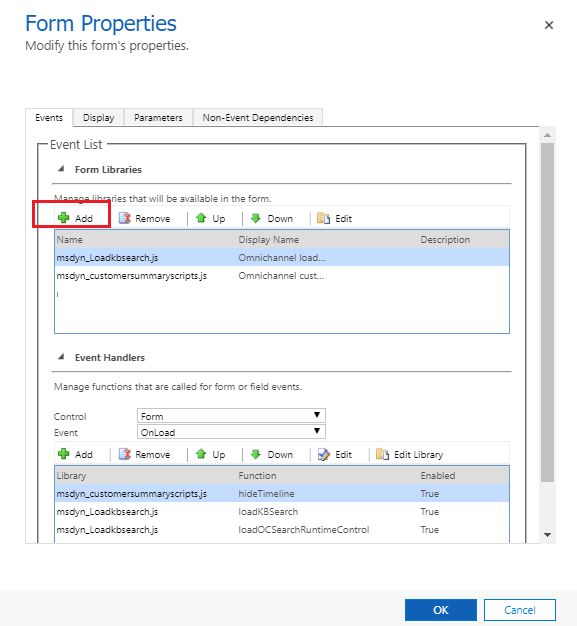 Form Properties
Modify this form's properties.
Events Display Parameters Non-Event Dependencies
Event List
Form Libraries
Manage libraries that will be available in the form.
Add Remove Up Down Edit
Name Display Name Description
msdyn_Loadkbsearch.js Omnichannel load...
msdyn_customersummaryscripts.js Omnichannel cust...
Event Handlers
Manage functions that are called for form or field events.
Control Form
Event OnLoad
Add Remove Up Down Edit Edit Library
Library Function Enabled
msdyn_customersummaryscripts.js hideTimeline True
msdyn_Loadkbsearch.js loadKBSearch True
msdyn_Loadkbsearch.js loadOCSearchRuntimeControl True
OK Cancel